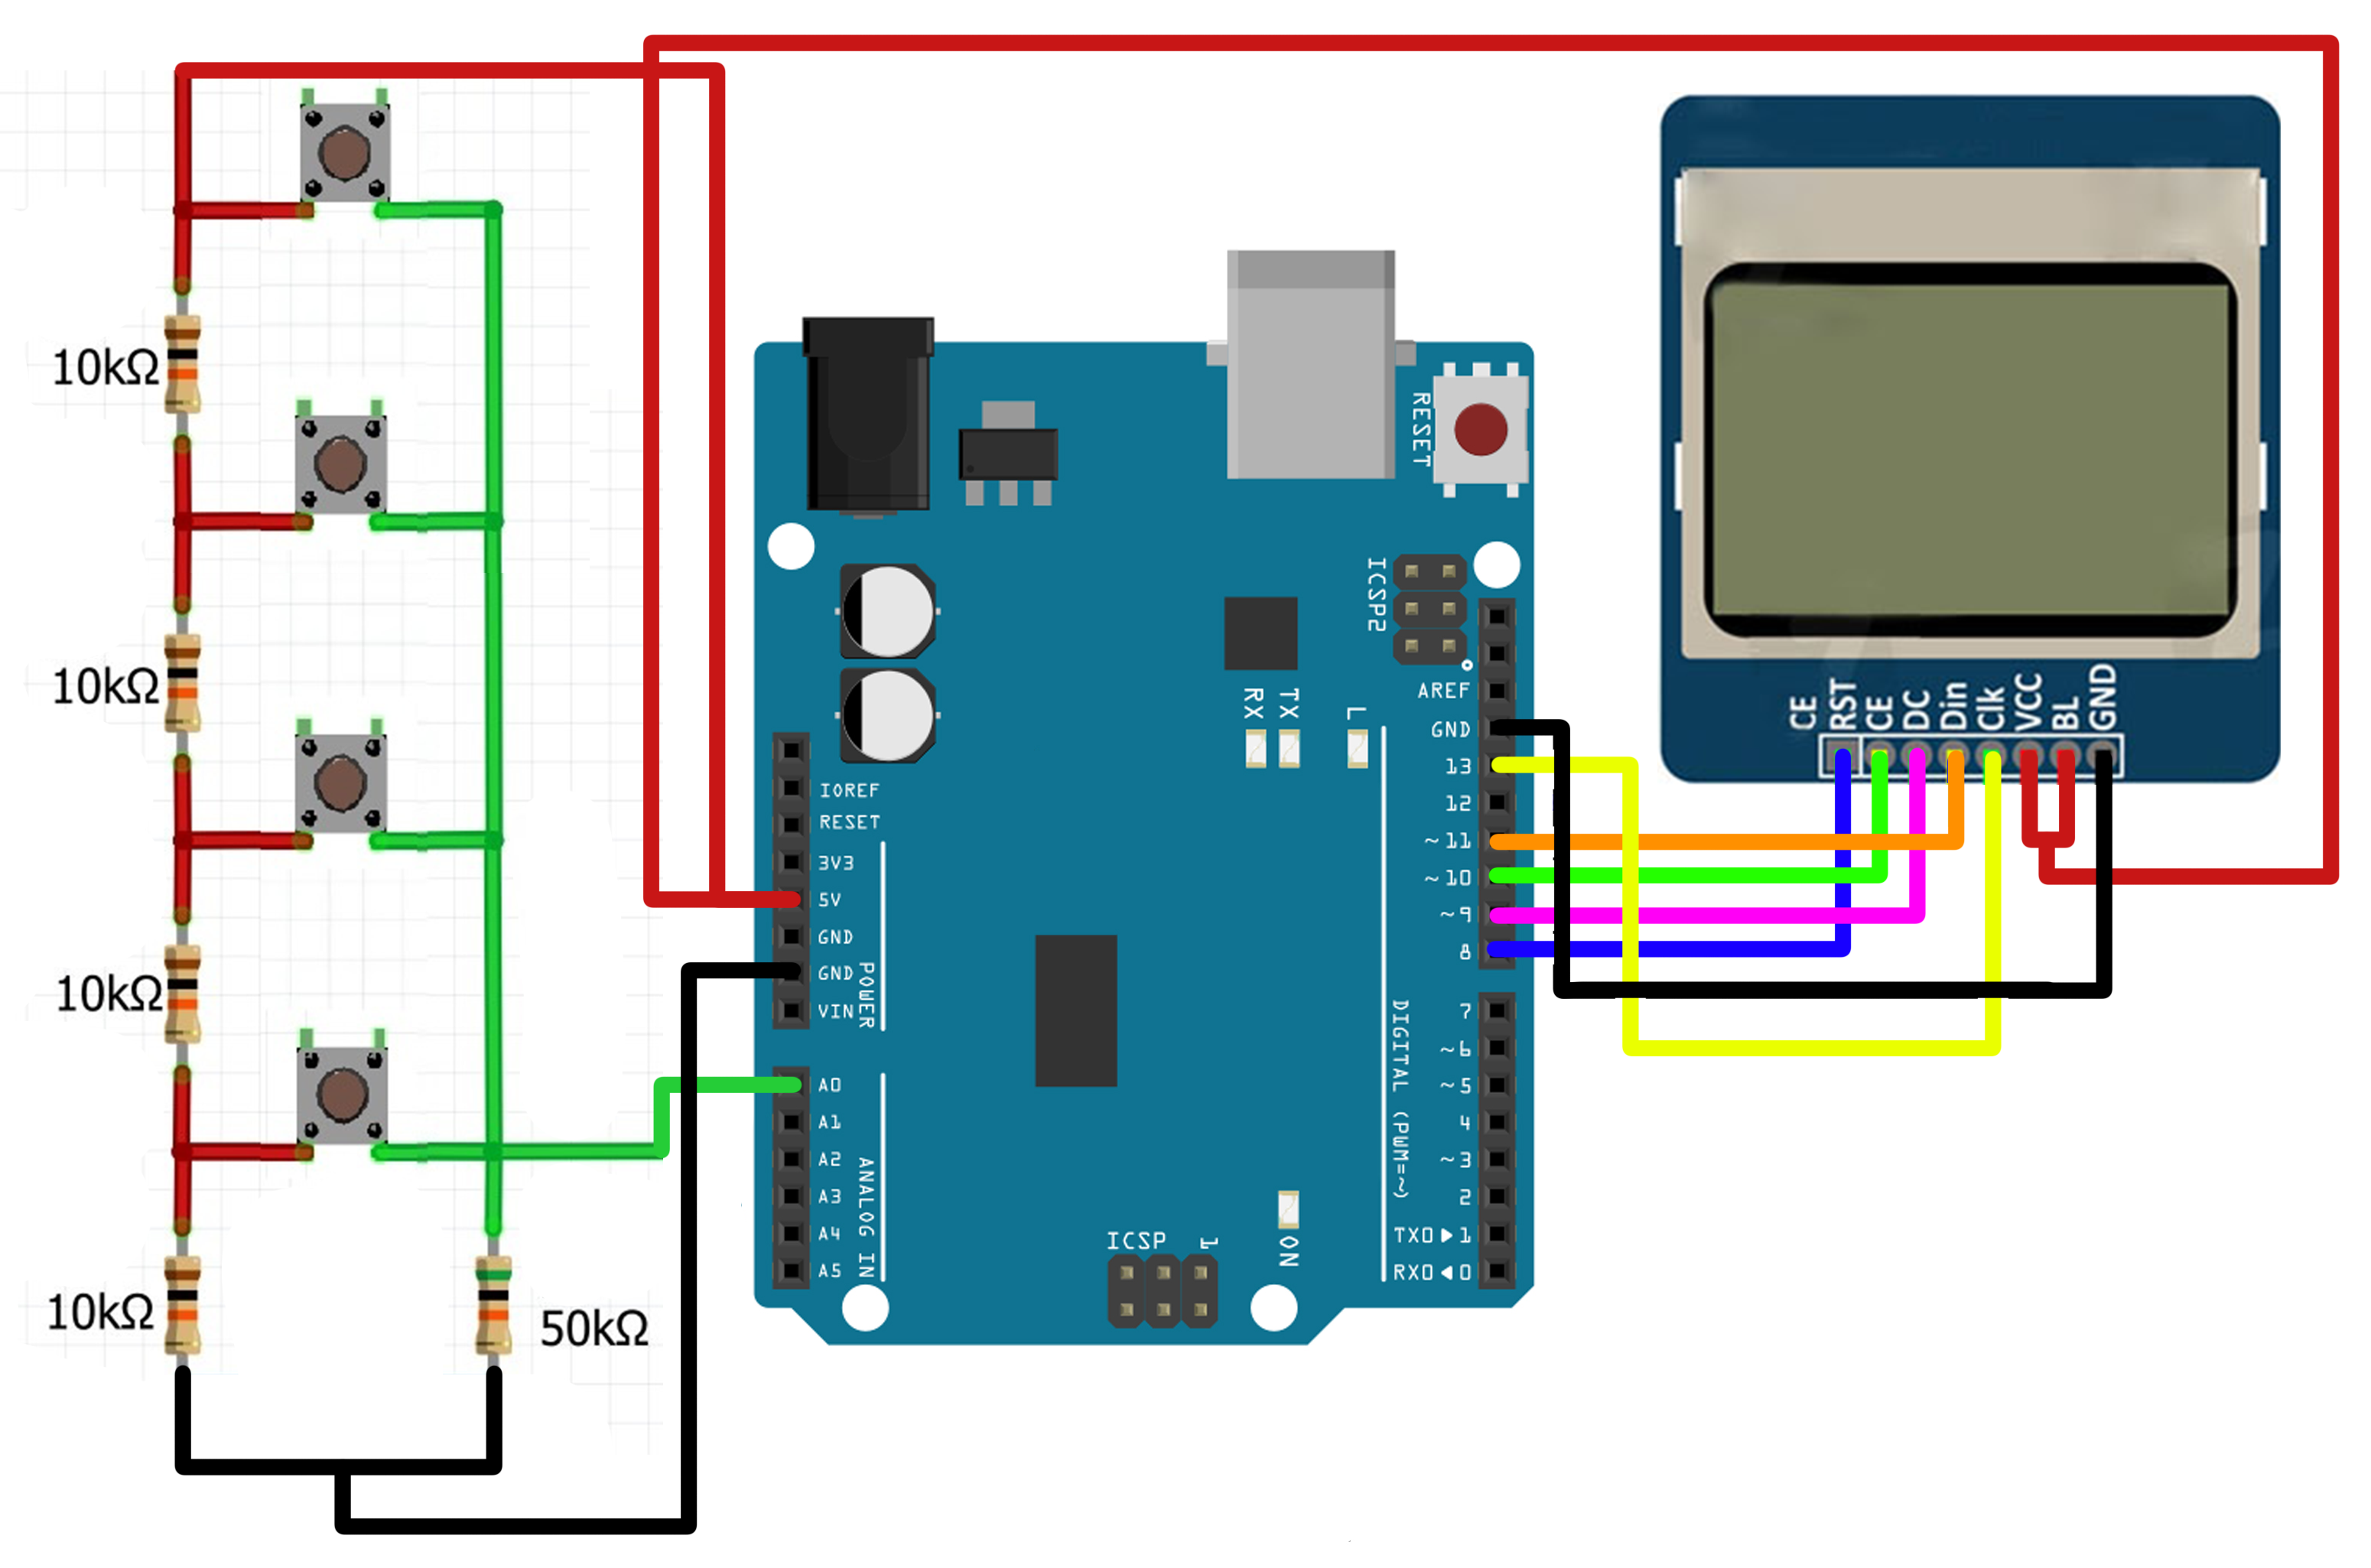 10kΩ
10kΩ
10kΩ
10kΩ
50kΩ
RESET
ICSP2
AREF
GND
13
12
~11
~10
~9
8
7
~6
~5
4
~3
2
TXO▶1
RXO◀0
RX
TX
L
IOREF
RESET
3V3
5V
GND
GND
VIN
POWER
A0
A1
A2
A3
A4
A5
ANALOG IN
DIGITAL (PWM=~)
ICSP
1
ON
CE
RST
CE
DC
Din
Clk
VCC
BL
GND